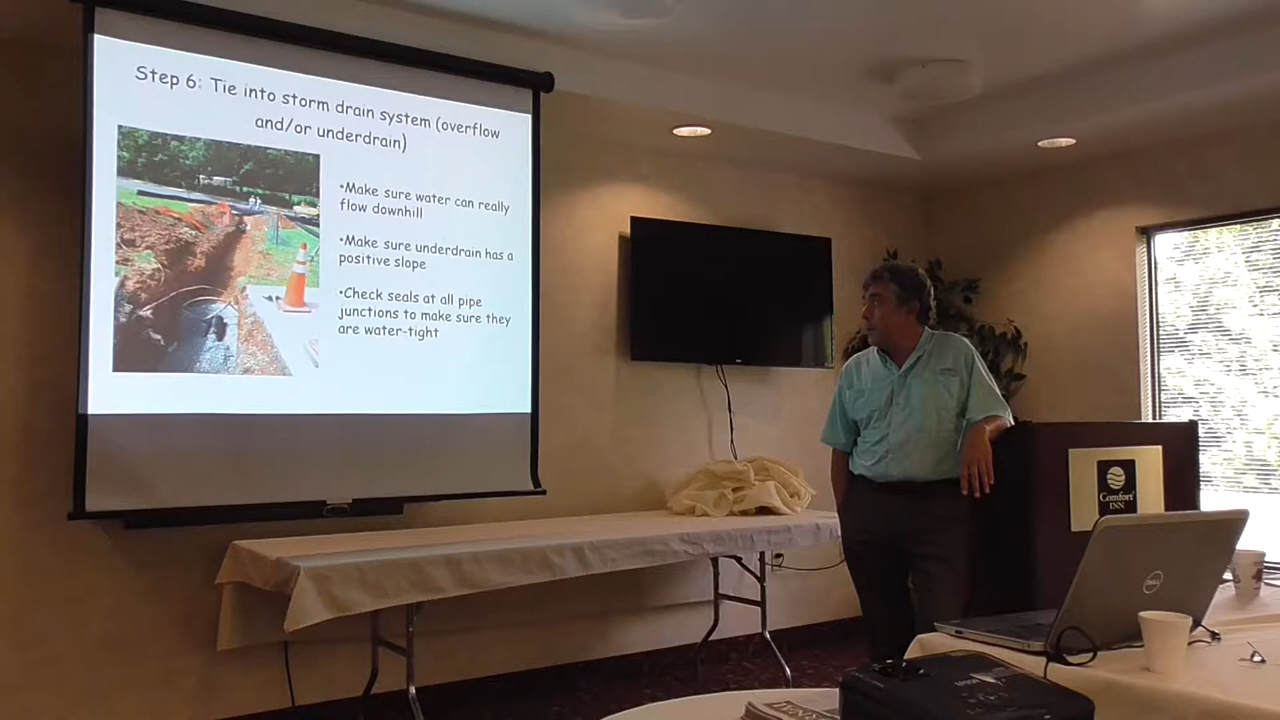 Step 6: Tie into storm drain system (overflow
and/or underdrain)
•Make sure water can really
flow downhill
•Make sure underdrain has a
positive slope
•Check seals at all pipe
junctions to make sure they
are water-tight
Comfort
INN
DELL
EPSON